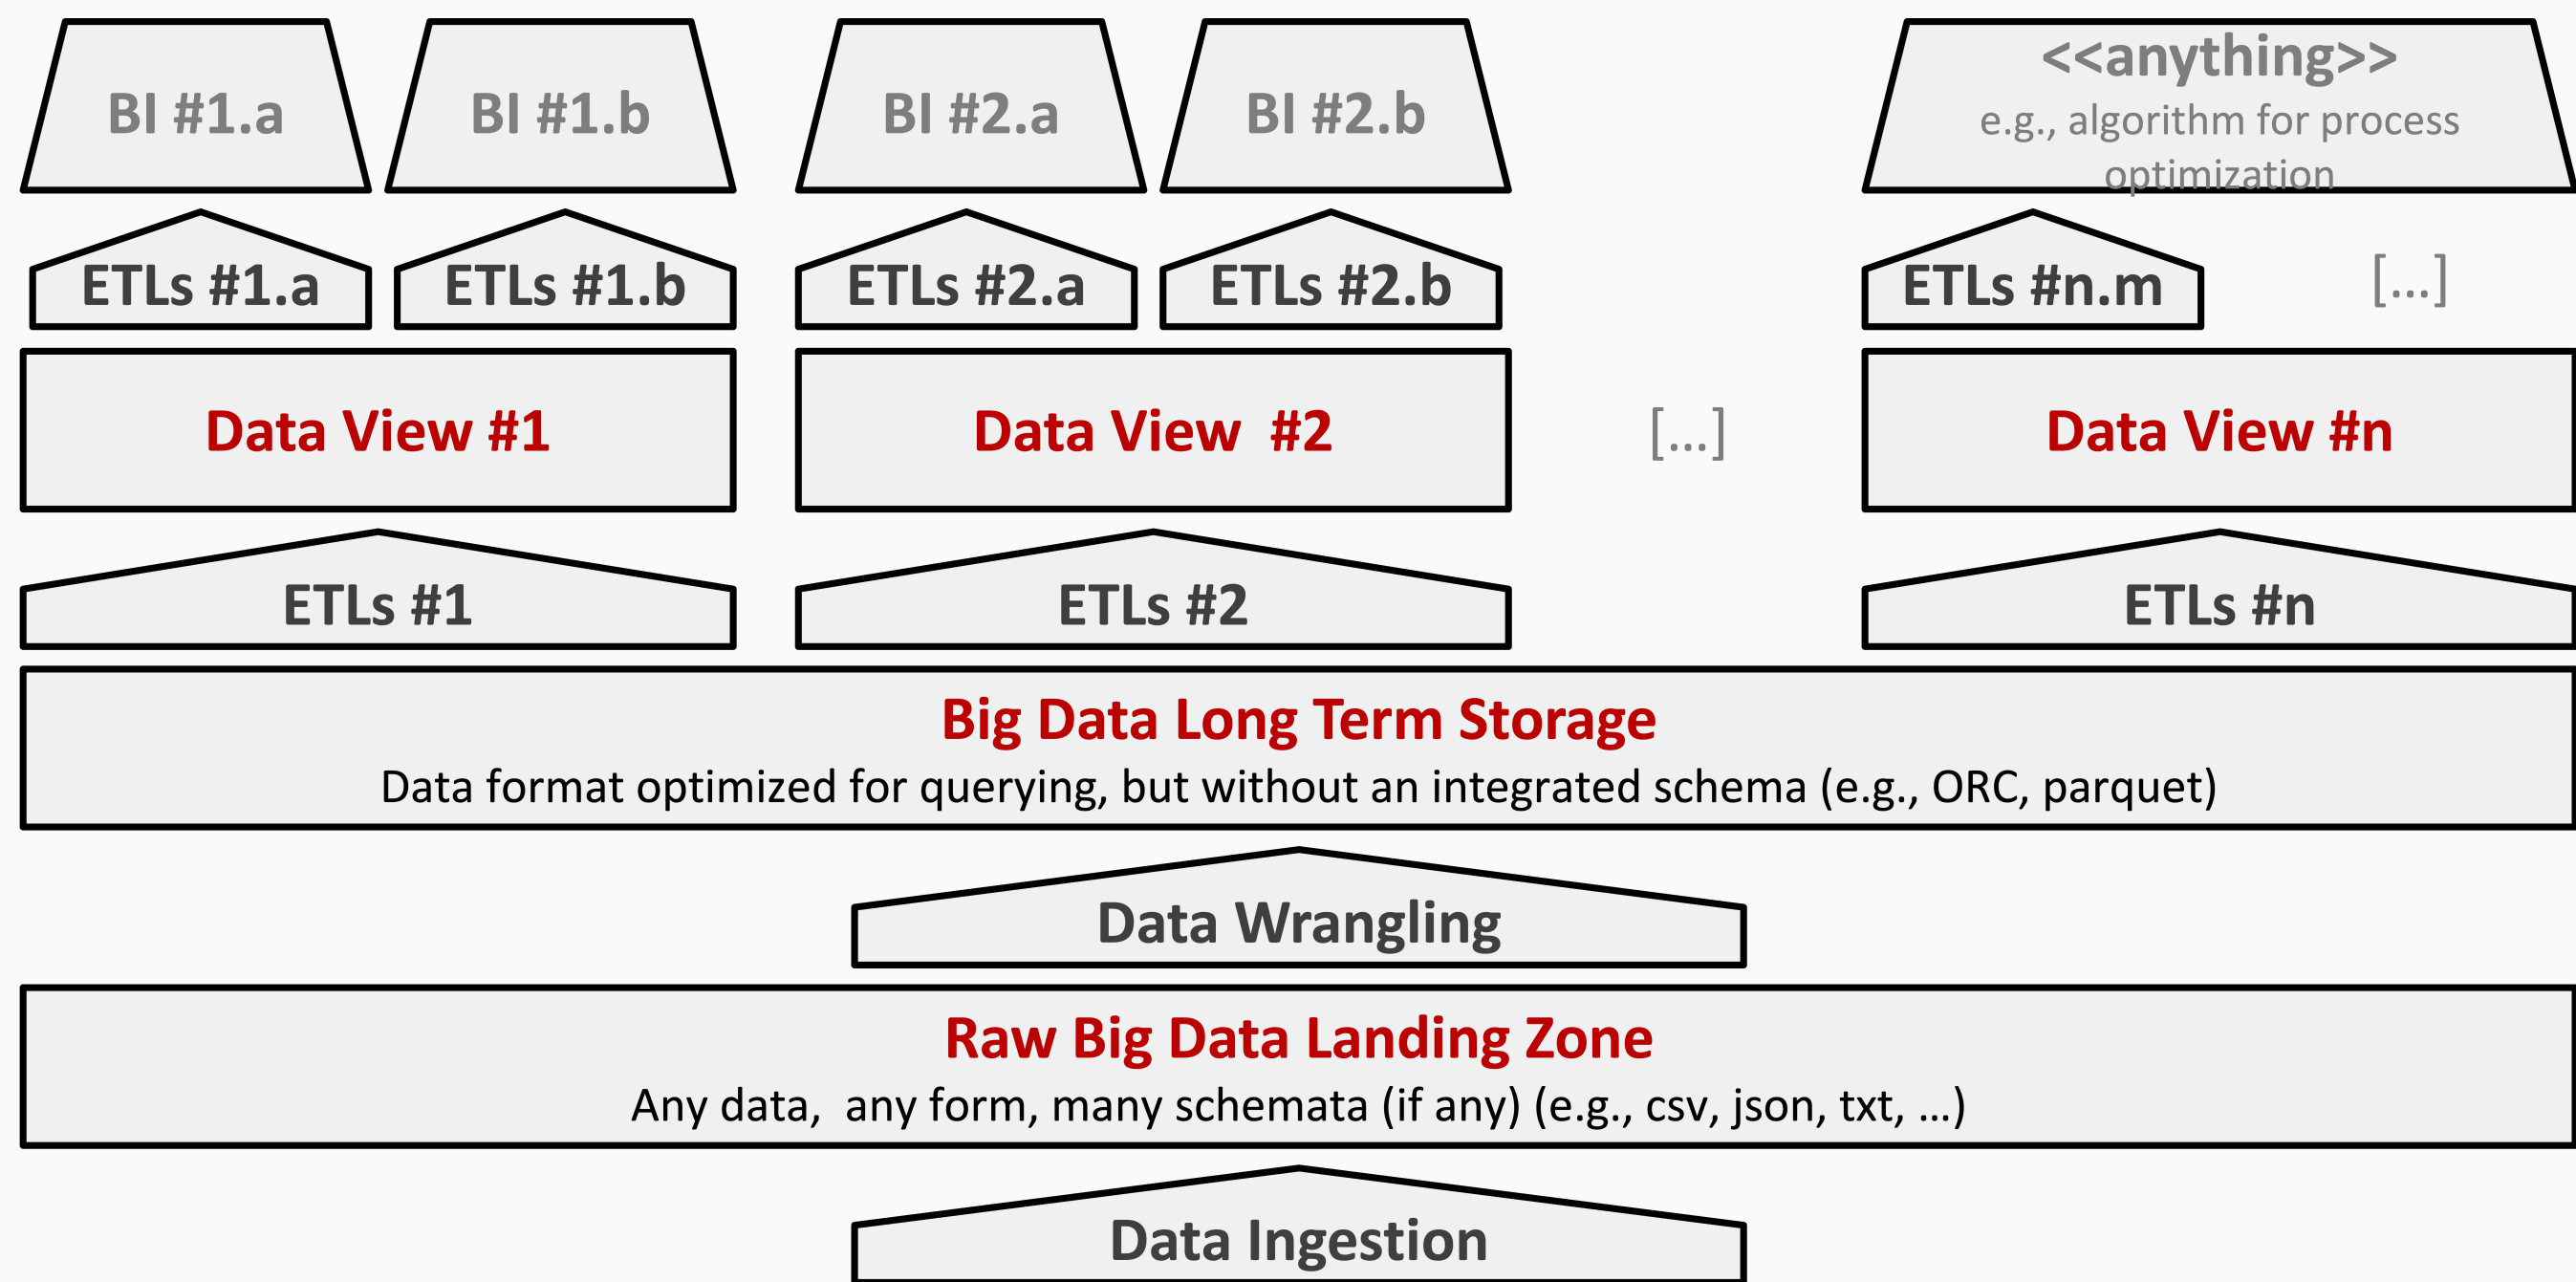 BI #1.a
BI #1.b
BI #2.a
BI #2.b
<<anything>>
e.g., algorithm for process
optimization
ETLs #1.a
ETLs #1.b
ETLs #2.a
ETLs #2.b
ETLs #n.m
[...]
Data View #1
Data View  #2
[...]
Data View #n
ETLs #1
ETLs #2
ETLs #n
Big Data Long Term Storage
Data format optimized for querying, but without an integrated schema (e.g., ORC, parquet)
Data Wrangling
Raw Big Data Landing Zone
Any data,  any form, many schemata (if any) (e.g., csv, json, txt, ...)
Data Ingestion